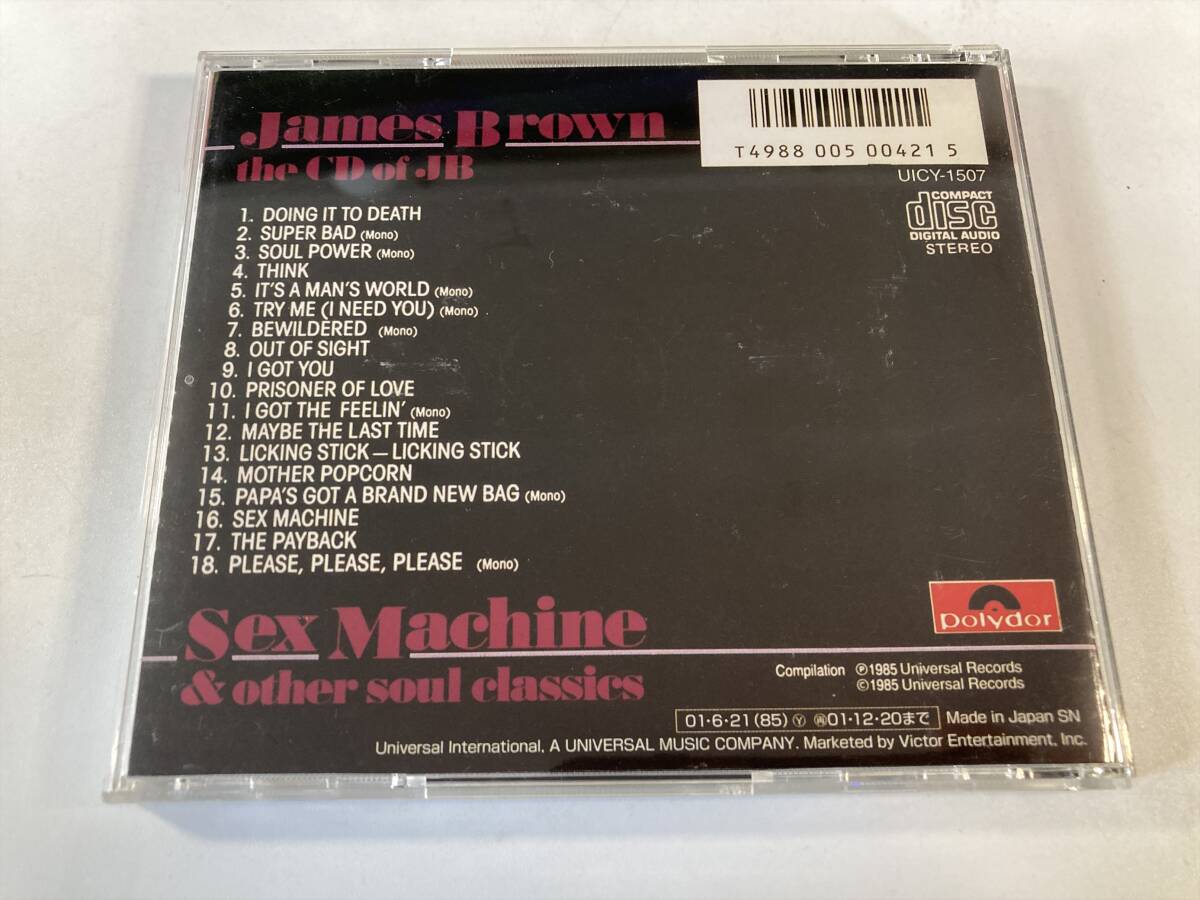 James Brown
the CD of JB
T4988 005 00421 5
UICY-1507
COMPACT
disc
DIGITAL AUDIO
STEREO
1. DOING IT TO DEATH
2. SUPER BAD (Mono)
3. SOUL POWER (Mono)
4. THINK
5. IT'S A MAN'S WORLD (Mono)
6. TRY ME (I NEED YOU) (Mono)
7. BEWILDERED (Mono)
8. OUT OF SIGHT
9. I GOT YOU
10. PRISONER OF LOVE
11. I GOT THE FEELIN' (Mono)
12. MAYBE THE LAST TIME
13. LICKING STICK – LICKING STICK
14. MOTHER POPCORN
15. PAPA'S GOT A BRAND NEW BAG (Mono)
16. SEX MACHINE
17. THE PAYBACK
18. PLEASE, PLEASE, PLEASE (Mono)
polydor
Sex Machine
& other soul classics
Compilation ℗1985 Universal Records
©1985 Universal Records
01·6·21 (85) Ⓨ ㊐01·12·20まで Made in Japan SN
Universal International. A UNIVERSAL MUSIC COMPANY. Marketed by Victor Entertainment, Inc.